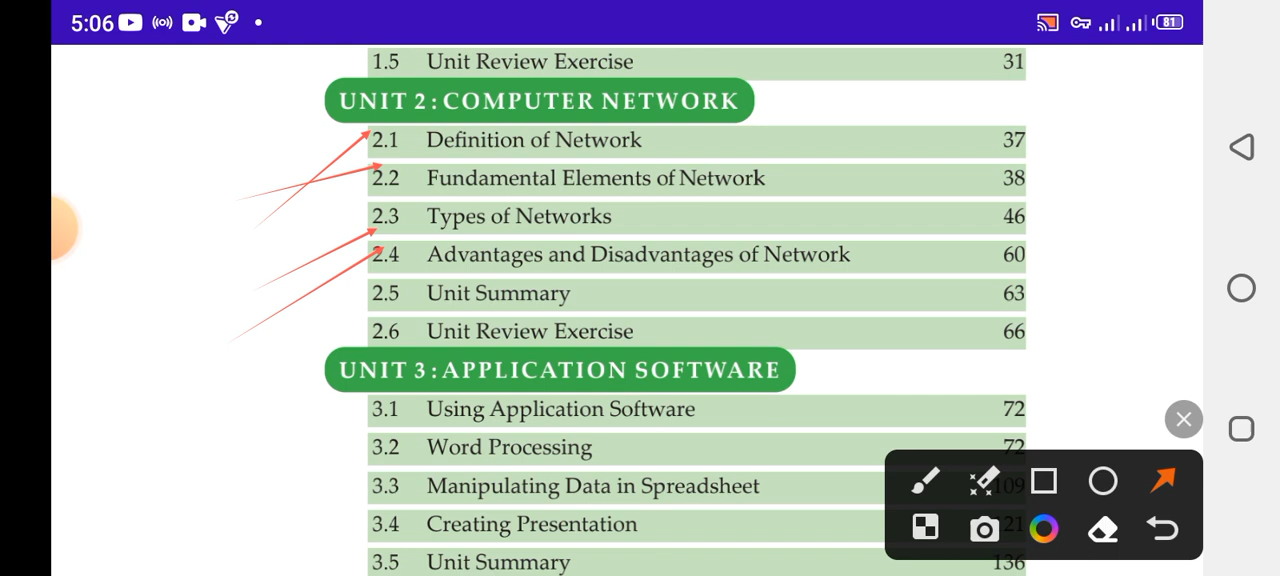 5:06 81
1.5 Unit Review Exercise 31
UNIT 2 : COMPUTER NETWORK
2.1 Definition of Network 37
2.2 Fundamental Elements of Network 38
2.3 Types of Networks 46
2.4 Advantages and Disadvantages of Network 60
2.5 Unit Summary 63
2.6 Unit Review Exercise 66
UNIT 3 : APPLICATION SOFTWARE
3.1 Using Application Software 72
3.2 Word Processing 72
3.3 Manipulating Data in Spreadsheet 109
3.4 Creating Presentation
3.5 Unit Summary 136